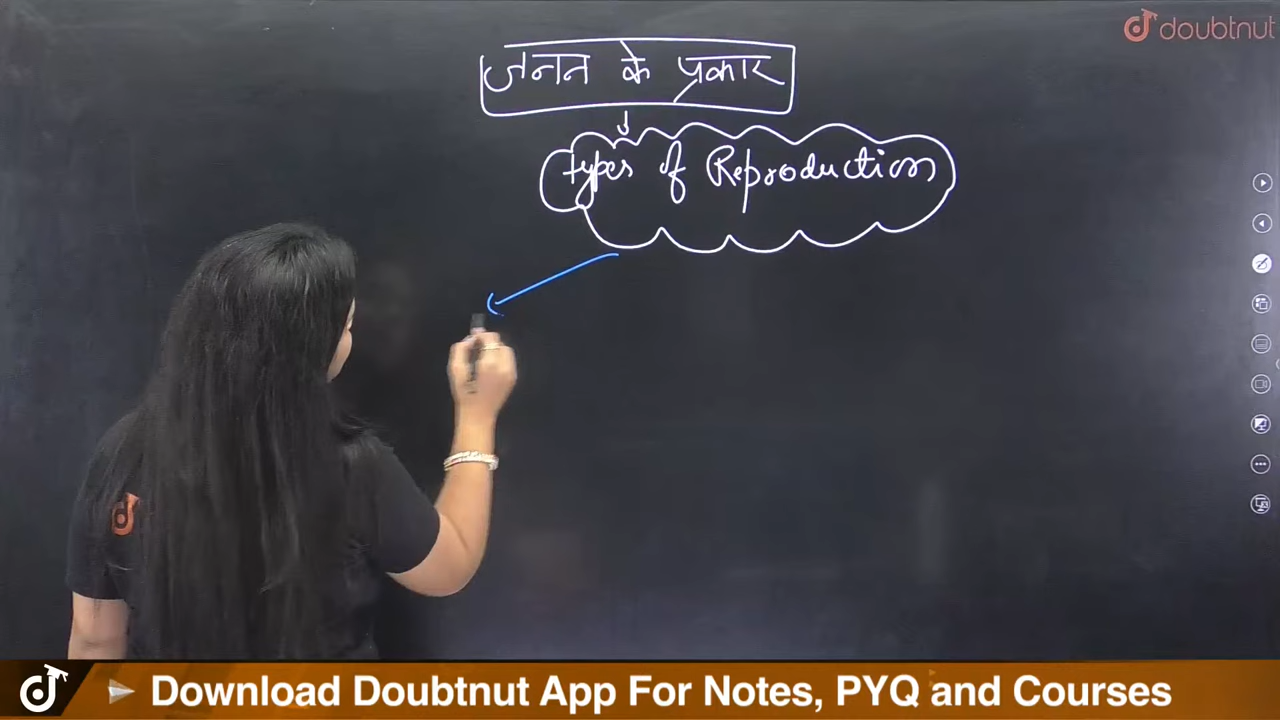 doubtnut
जनन के प्रकार
Types of Reproduction
Download Doubtnut App For Notes, PYQ and Courses